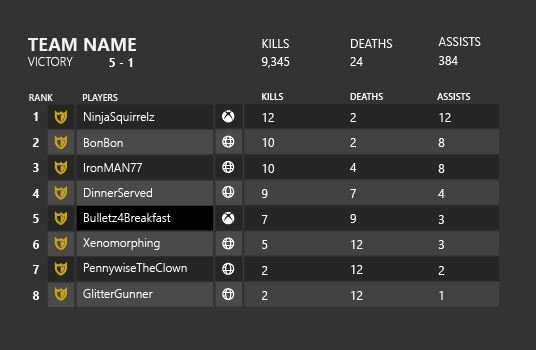 TEAM NAME KILLS DEATHS ASSISTS
VICTORY 5 - 1 9,345 24 384
RANK PLAYERS KILLS DEATHS ASSISTS
1 NinjaSquirrelz 12 2 12
2 BonBon 10 2 8
3 IronMAN77 10 4 8
4 DinnerServed 9 7 4
5 Bulletz4Breakfast 7 9 3
6 Xenomorphing 5 12 3
7 PennywiseTheClown 2 12 2
8 GlitterGunner 2 12 1